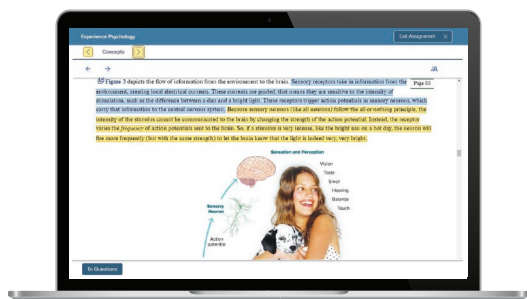 Experience Psychology
Exit Assignment X
< Concepts >
← →
Figure 3 depicts the flow of information from the environment to the brain. Sensory receptors take in information from the
Page 83
environment, creating local electrical currents. These currents are graded; that means they are sensitive to the intensity of
stimulation, such as the difference between a dim and a bright light. These receptors trigger action potentials in sensory neurons, which
carry that information to the central nervous system. Because sensory neurons (like all neurons) follow the all-or-nothing principle, the
intensity of the stimulus cannot be communicated to the brain by changing the strength of the action potential. Instead, the receptor
varies the frequency of action potentials sent to the brain. So, if a stimulus is very intense, like the bright sun on a hot day, the neuron will
fire more frequently (but with the same strength) to let the brain know that the light is indeed very, very bright.
Sensation and Perception
Vision
Taste
Smell
Hearing
Balance
Touch
Sensory
Neuron
Action
potential
To Questions